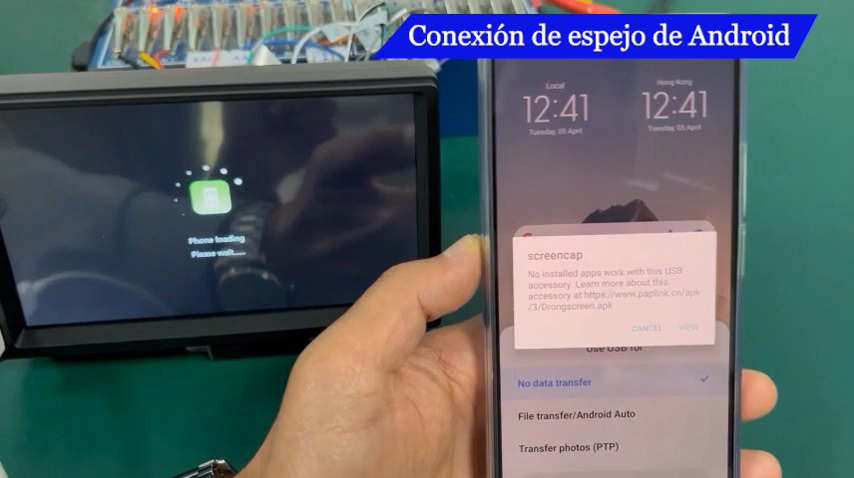 Conexión de espejo de Android
Local
12:41
Tuesday, 05 April
Hong Kong
12:41
Tuesday, 05 April
Phone loading
Please wait.....
screencap
No installed apps work with this USB
accessory. Learn more about this
accessory at https://www.paplink.cn/apk
/3/Drongscreen.apk
CANCEL
VIEW
Use USB for
No data transfer
File transfer/Android Auto
Transfer photos (PTP)